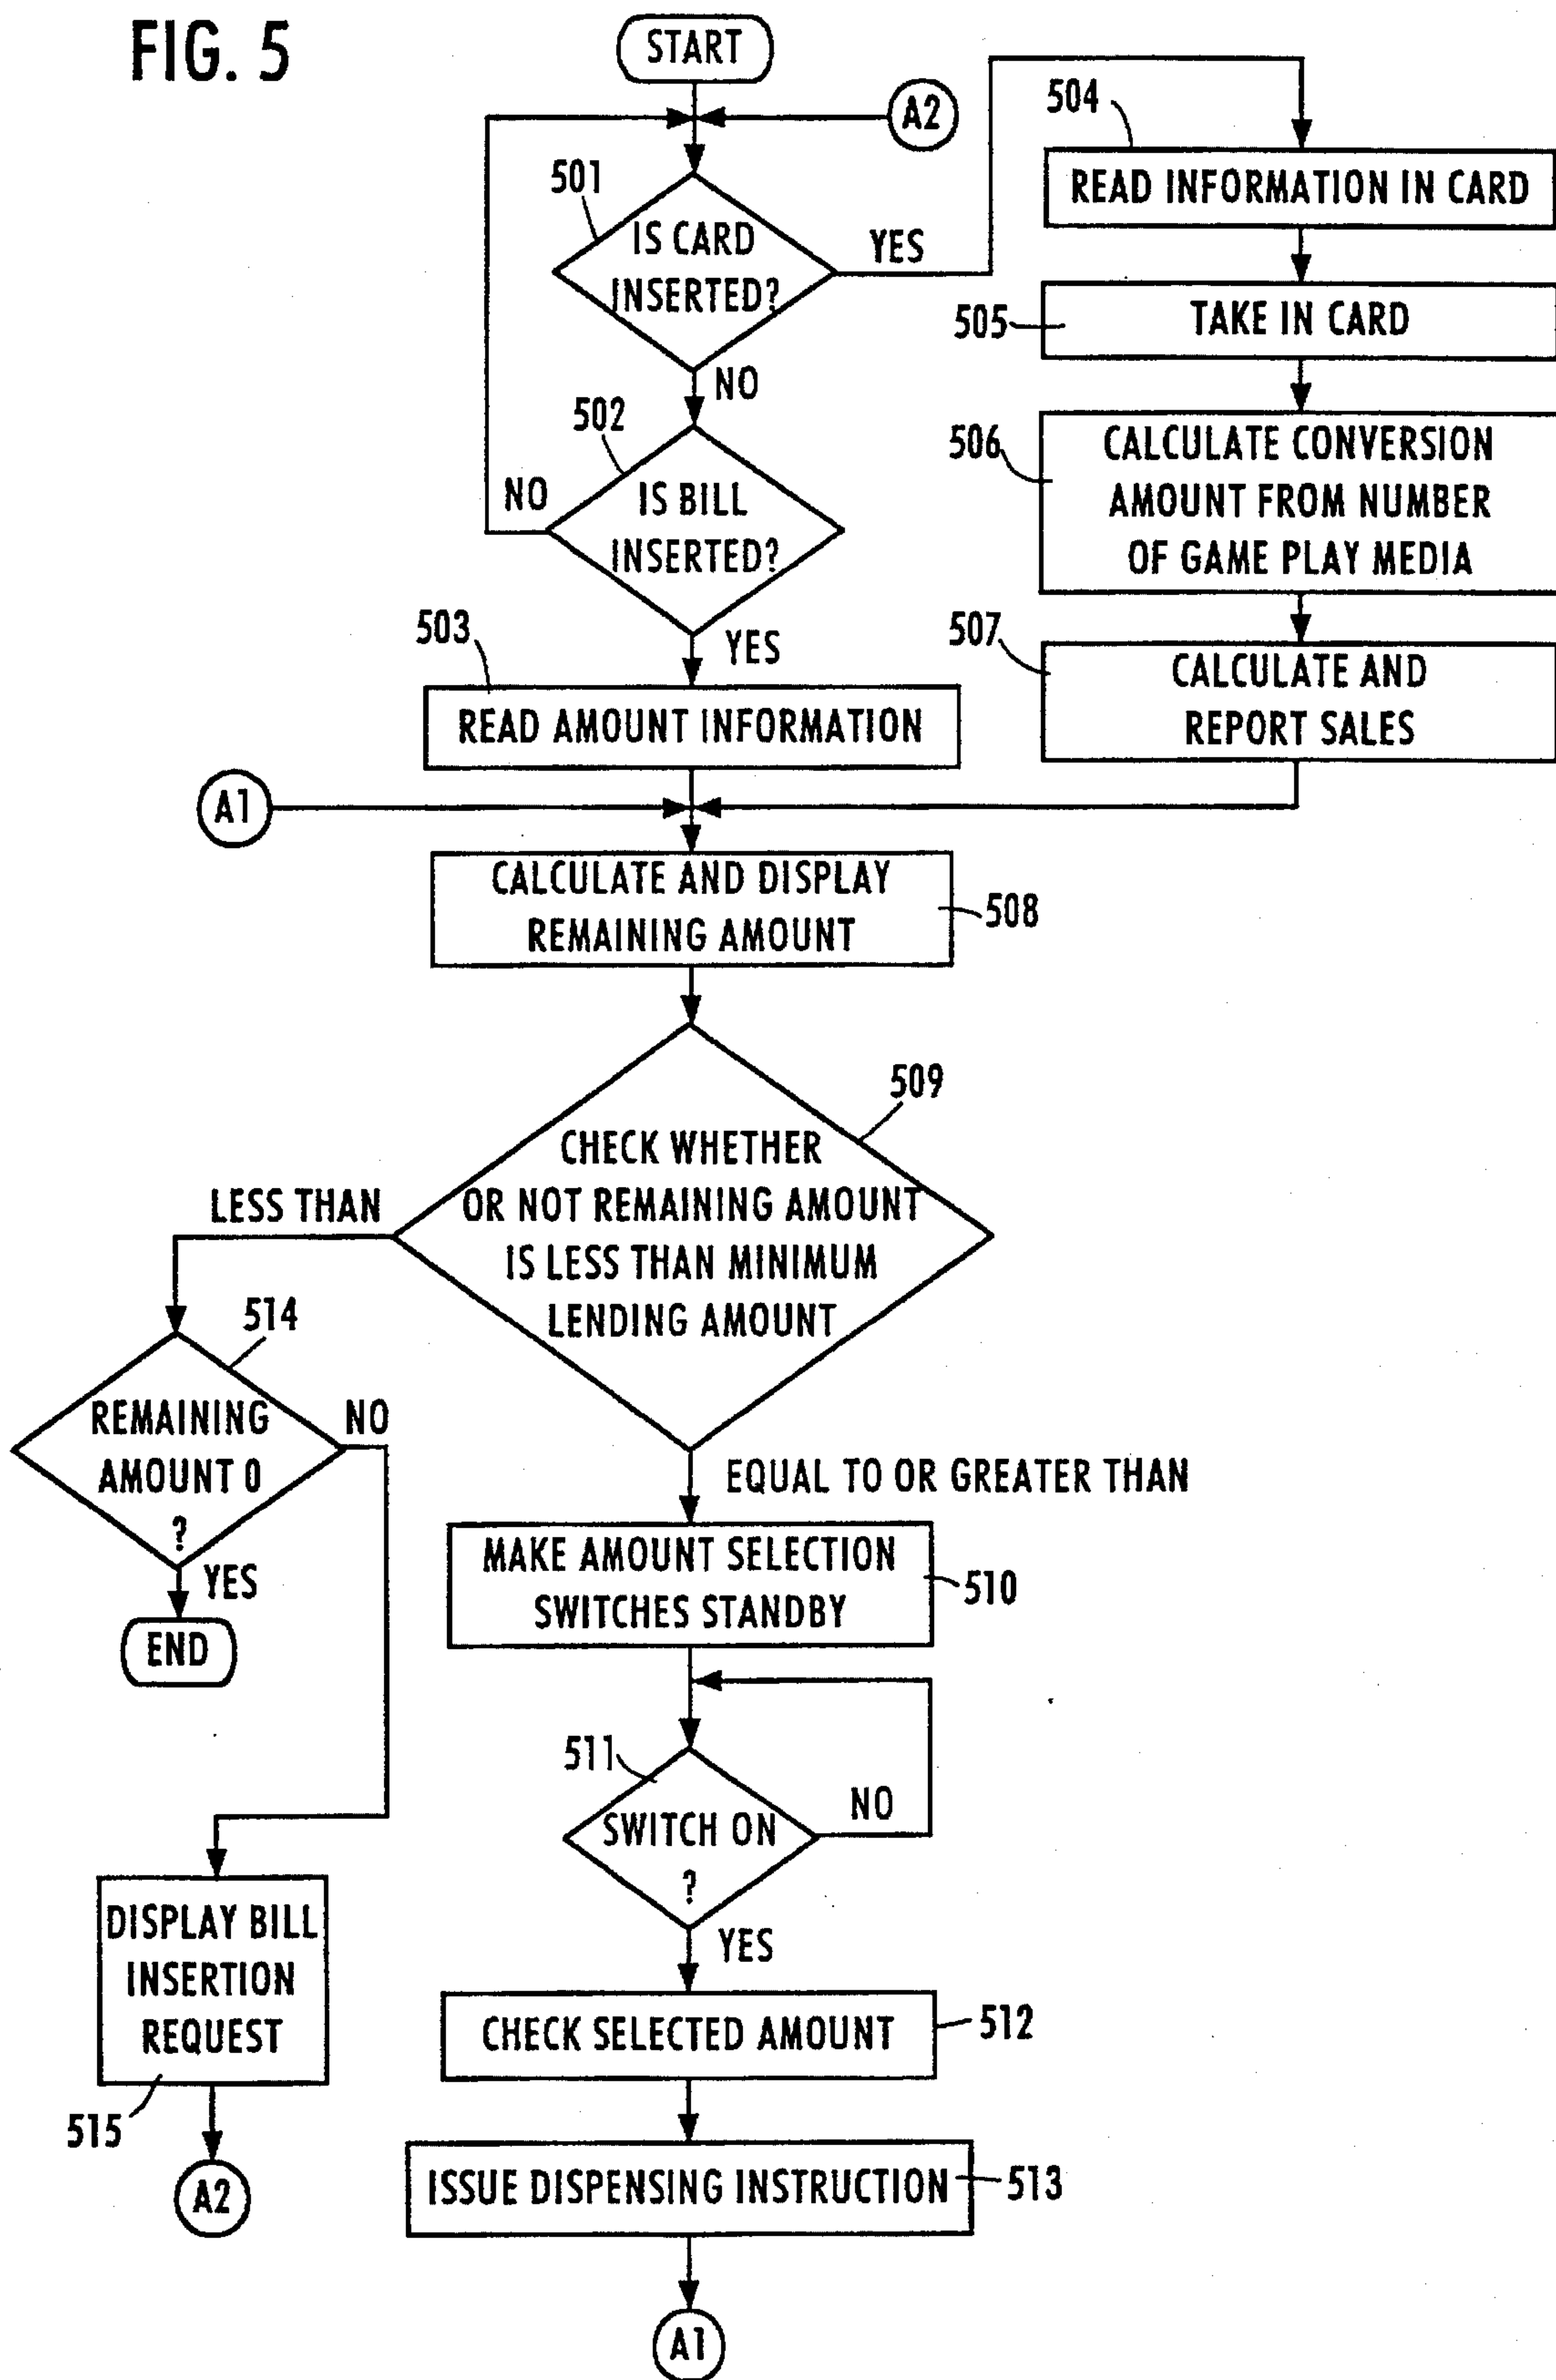 FIG. 5
START
A2
504
READ INFORMATION IN CARD
501
IS CARD
INSERTED?
YES
NO
505
TAKE IN CARD
502
IS BILL
INSERTED?
NO
YES
506
CALCULATE CONVERSION
AMOUNT FROM NUMBER
OF GAME PLAY MEDIA
503
READ AMOUNT INFORMATION
507
CALCULATE AND
REPORT SALES
A1
CALCULATE AND DISPLAY
REMAINING AMOUNT
508
509
CHECK WHETHER
OR NOT REMAINING AMOUNT
IS LESS THAN MINIMUM
LENDING AMOUNT
LESS THAN
514
REMAINING
AMOUNT 0
?
NO
YES
END
EQUAL TO OR GREATER THAN
MAKE AMOUNT SELECTION
SWITCHES STANDBY
510
511
SWITCH ON
?
NO
YES
DISPLAY BILL
INSERTION
REQUEST
515
A2
CHECK SELECTED AMOUNT
512
ISSUE DISPENSING INSTRUCTION
513
A1